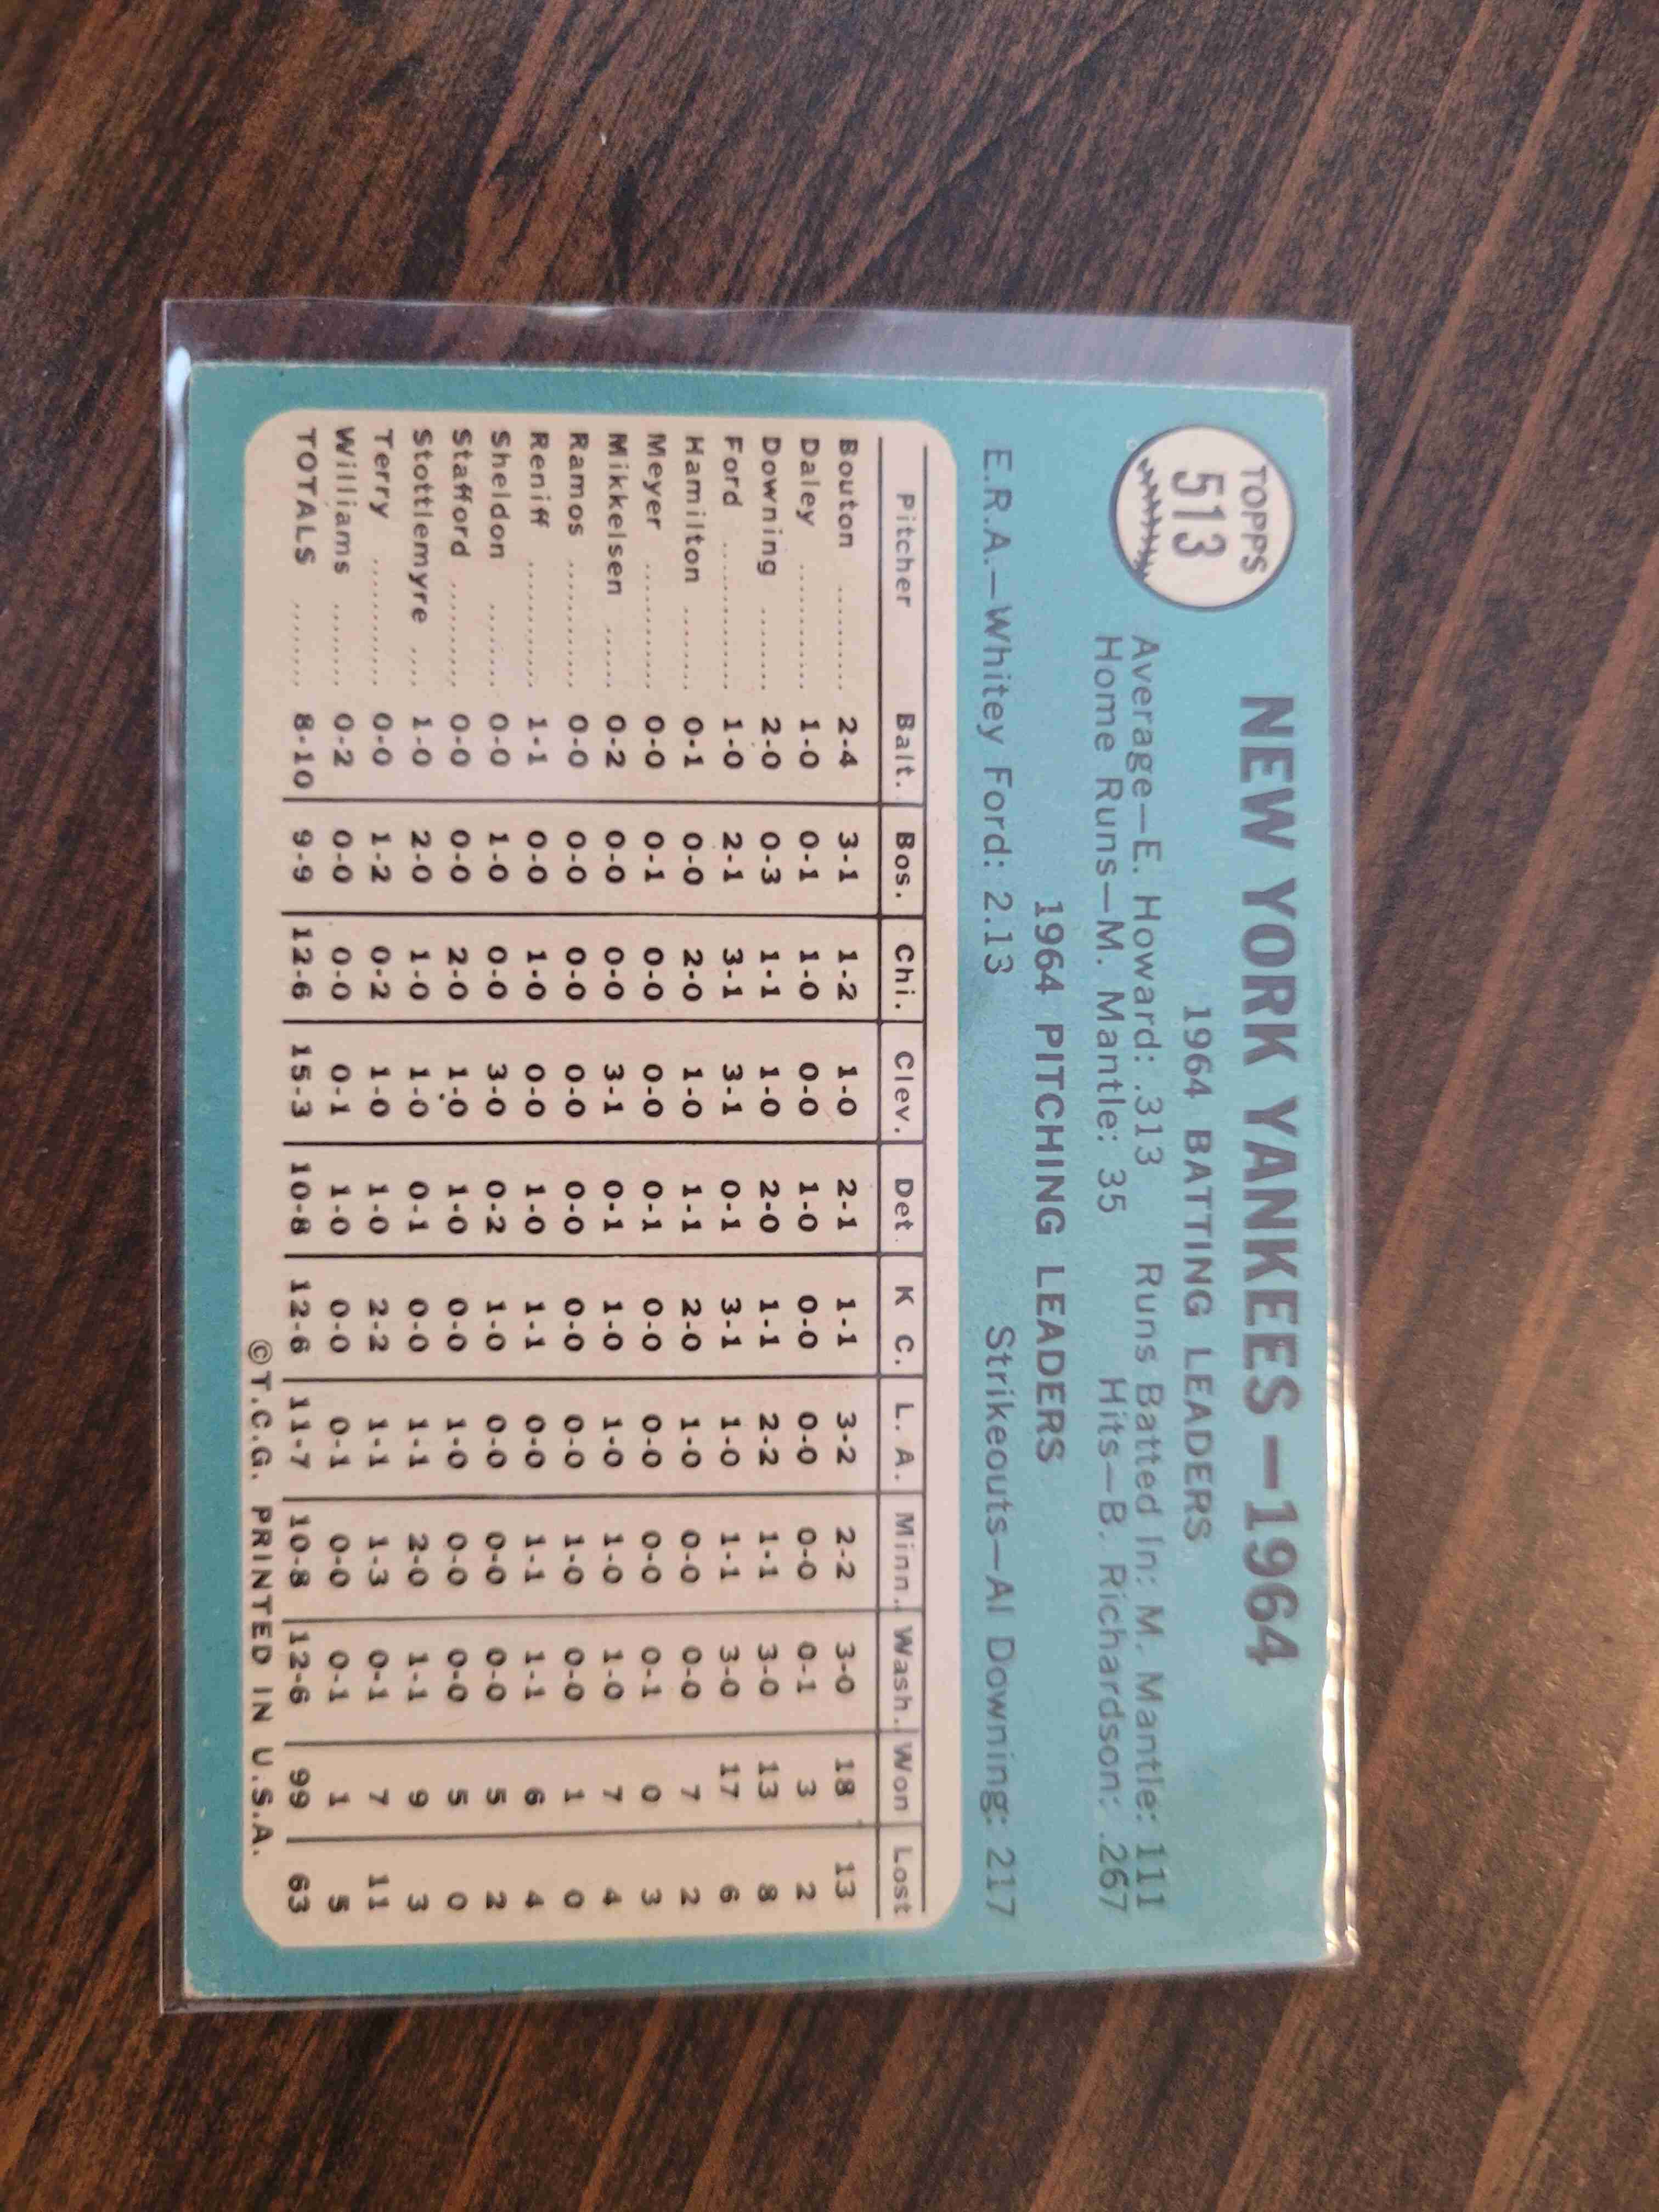 TOPPS
513
NEW YORK YANKEES—1964
1964 BATTING LEADERS
Average—E. Howard: .313 Runs Batted In: M. Mantle: 111
Home Runs—M. Mantle: 35 Hits—B. Richardson: .267
1964 PITCHING LEADERS
E.R.A.—Whitey Ford: 2.13 Strikeouts—Al Downing: 217
Pitcher Balt. Bos. Chi. Clev. Det. K C. L. A. Minn. Wash. Won Lost
Bouton ......... 2-4 3-1 1-2 1-0 2-1 1-1 3-2 2-2 3-0 18 13
Daley ........... 1-0 0-1 1-0 0-0 1-0 0-0 0-0 0-0 0-1 3 2
Downing ....... 2-0 0-3 1-1 1-0 2-0 1-1 2-2 1-1 3-0 13 8
Ford ............ 1-0 2-1 3-1 3-1 0-1 3-1 1-0 1-1 3-0 17 6
Hamilton ....... 0-1 0-0 2-0 1-0 1-1 2-0 1-0 0-0 0-0 7 2
Meyer ........... 0-0 0-1 0-0 0-0 0-1 0-0 0-0 0-0 0-1 0 3
Mikkelsen ...... 0-2 0-0 0-0 3-1 0-1 1-0 1-0 1-0 1-0 7 4
Ramos ........... 0-0 0-0 0-0 0-0 0-0 0-0 0-0 1-0 0-0 1 0
Reniff ........... 1-1 0-0 1-0 0-0 1-0 1-1 0-0 1-1 1-1 6 4
Sheldon ........ 0-0 1-0 0-0 3-0 0-2 1-0 0-0 0-0 0-0 5 2
Stafford ......... 0-0 0-0 2-0 1-0 1-0 0-0 1-0 0-0 0-0 5 0
Stottlemyre .... 1-0 2-0 1-0 1-0 0-1 0-0 1-1 2-0 1-1 9 3
Terry ........... 0-0 1-2 0-2 1-0 1-0 2-2 1-1 1-3 0-1 7 11
Williams ....... 0-2 0-0 0-0 0-1 1-0 0-0 0-1 0-0 0-1 1 5
TOTALS ........ 8-10 9-9 12-6 15-3 10-8 12-6 11-7 10-8 12-6 99 63
©T.C.G. PRINTED IN U.S.A.